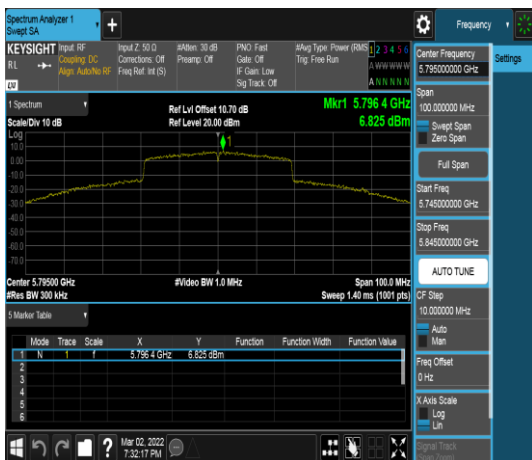 Spectrum Analyzer 1
Swept SA
Frequency
KEYSIGHT
RL
LXI
Input: RF
Coupling: DC
Align: Auto/No RF
Input Z: 50 Ω
Corrections: Off
Freq Ref: Int (S)
#Atten: 30 dB
Preamp: Off
PNO: Fast
Gate: Off
IF Gain: Low
Sig Track: Off
#Avg Type: Power (RMS
Trig: Free Run
1 2 3 4 5 6
A W W W W W
A N N N N N
1 Spectrum
Scale/Div 10 dB
Ref Lvl Offset 10.70 dB
Ref Level 20.00 dBm
Mkr1 5.796 4 GHz
6.825 dBm
Log
10.0
0.00
-10.0
-20.0
-30.0
-40.0
-50.0
-60.0
-70.0
1
Center 5.79500 GHz
#Res BW 300 kHz
#Video BW 1.0 MHz
Span 100.0 MHz
Sweep 1.40 ms (1001 pts)
5 Marker Table
Mode Trace Scale X Y Function Function Width Function Value
1 N 1 f 5.796 4 GHz 6.825 dBm
2
3
4
5
6
Mar 02, 2022
7:32:17 PM
Center Frequency
5.795000000 GHz
Span
100.000000 MHz
Swept Span
Zero Span
Full Span
Start Freq
5.745000000 GHz
Stop Freq
5.845000000 GHz
AUTO TUNE
CF Step
10.000000 MHz
Auto
Man
Freq Offset
0 Hz
X Axis Scale
Log
Lin
Signal Track
(Span Zoom)
Settings